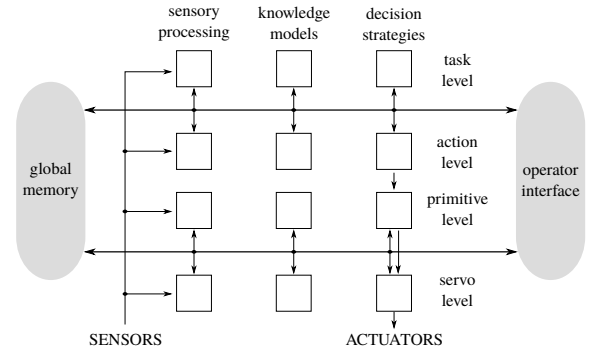 sensory
processing
knowledge
models
decision
strategies
task
level
global
memory
action
level
operator
interface
primitive
level
servo
level
SENSORS
ACTUATORS